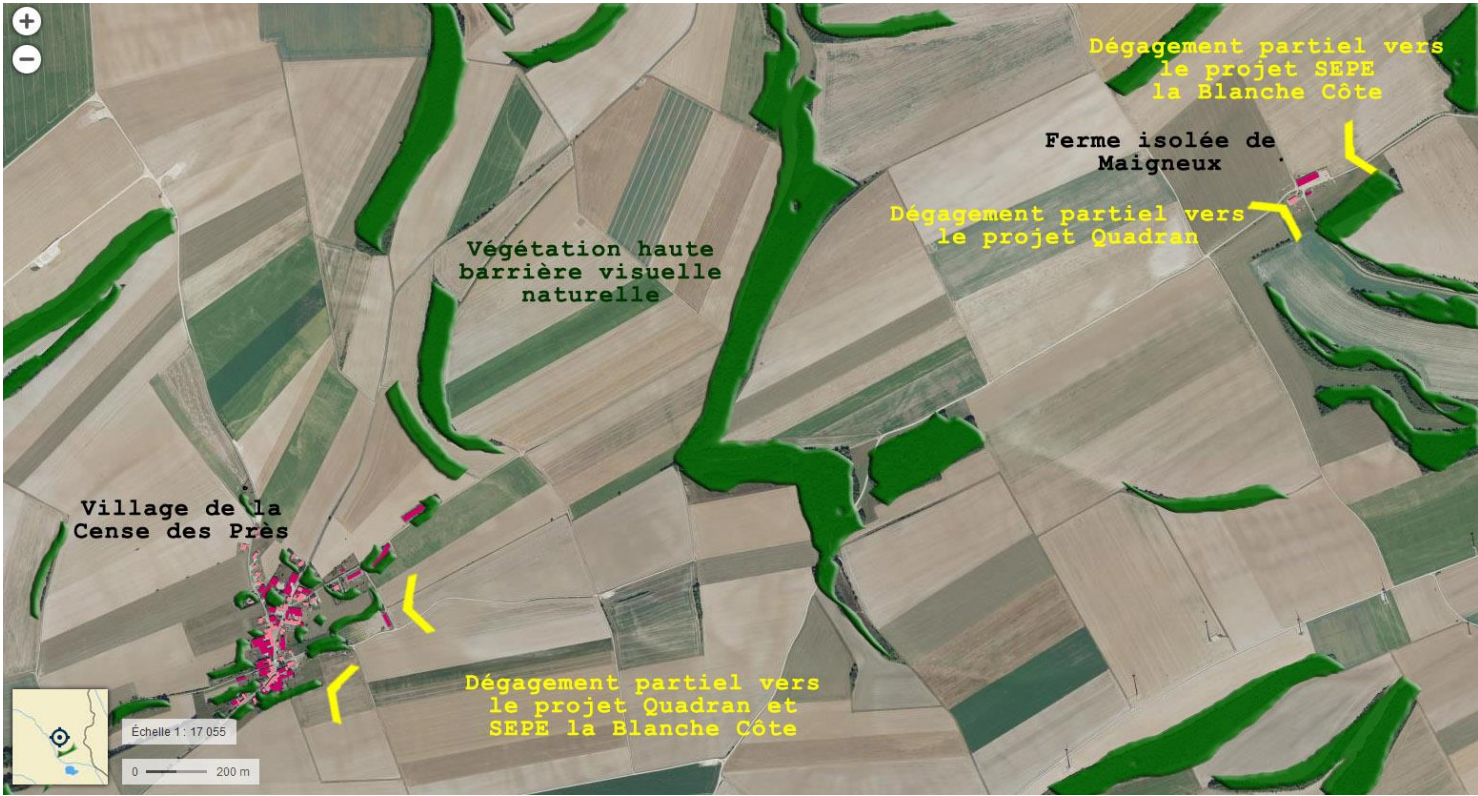 +
−
Dégagement partiel vers
le projet SEPE
la Blanche Côte
Ferme isolée de
Maigneux
Dégagement partiel vers
le projet Quadran
Végétation haute
barrière visuelle
naturelle
Village de la
Cense des Près
Dégagement partiel vers
le projet Quadran et
SEPE la Blanche Côte
Échelle 1 : 17 055
0 200 m